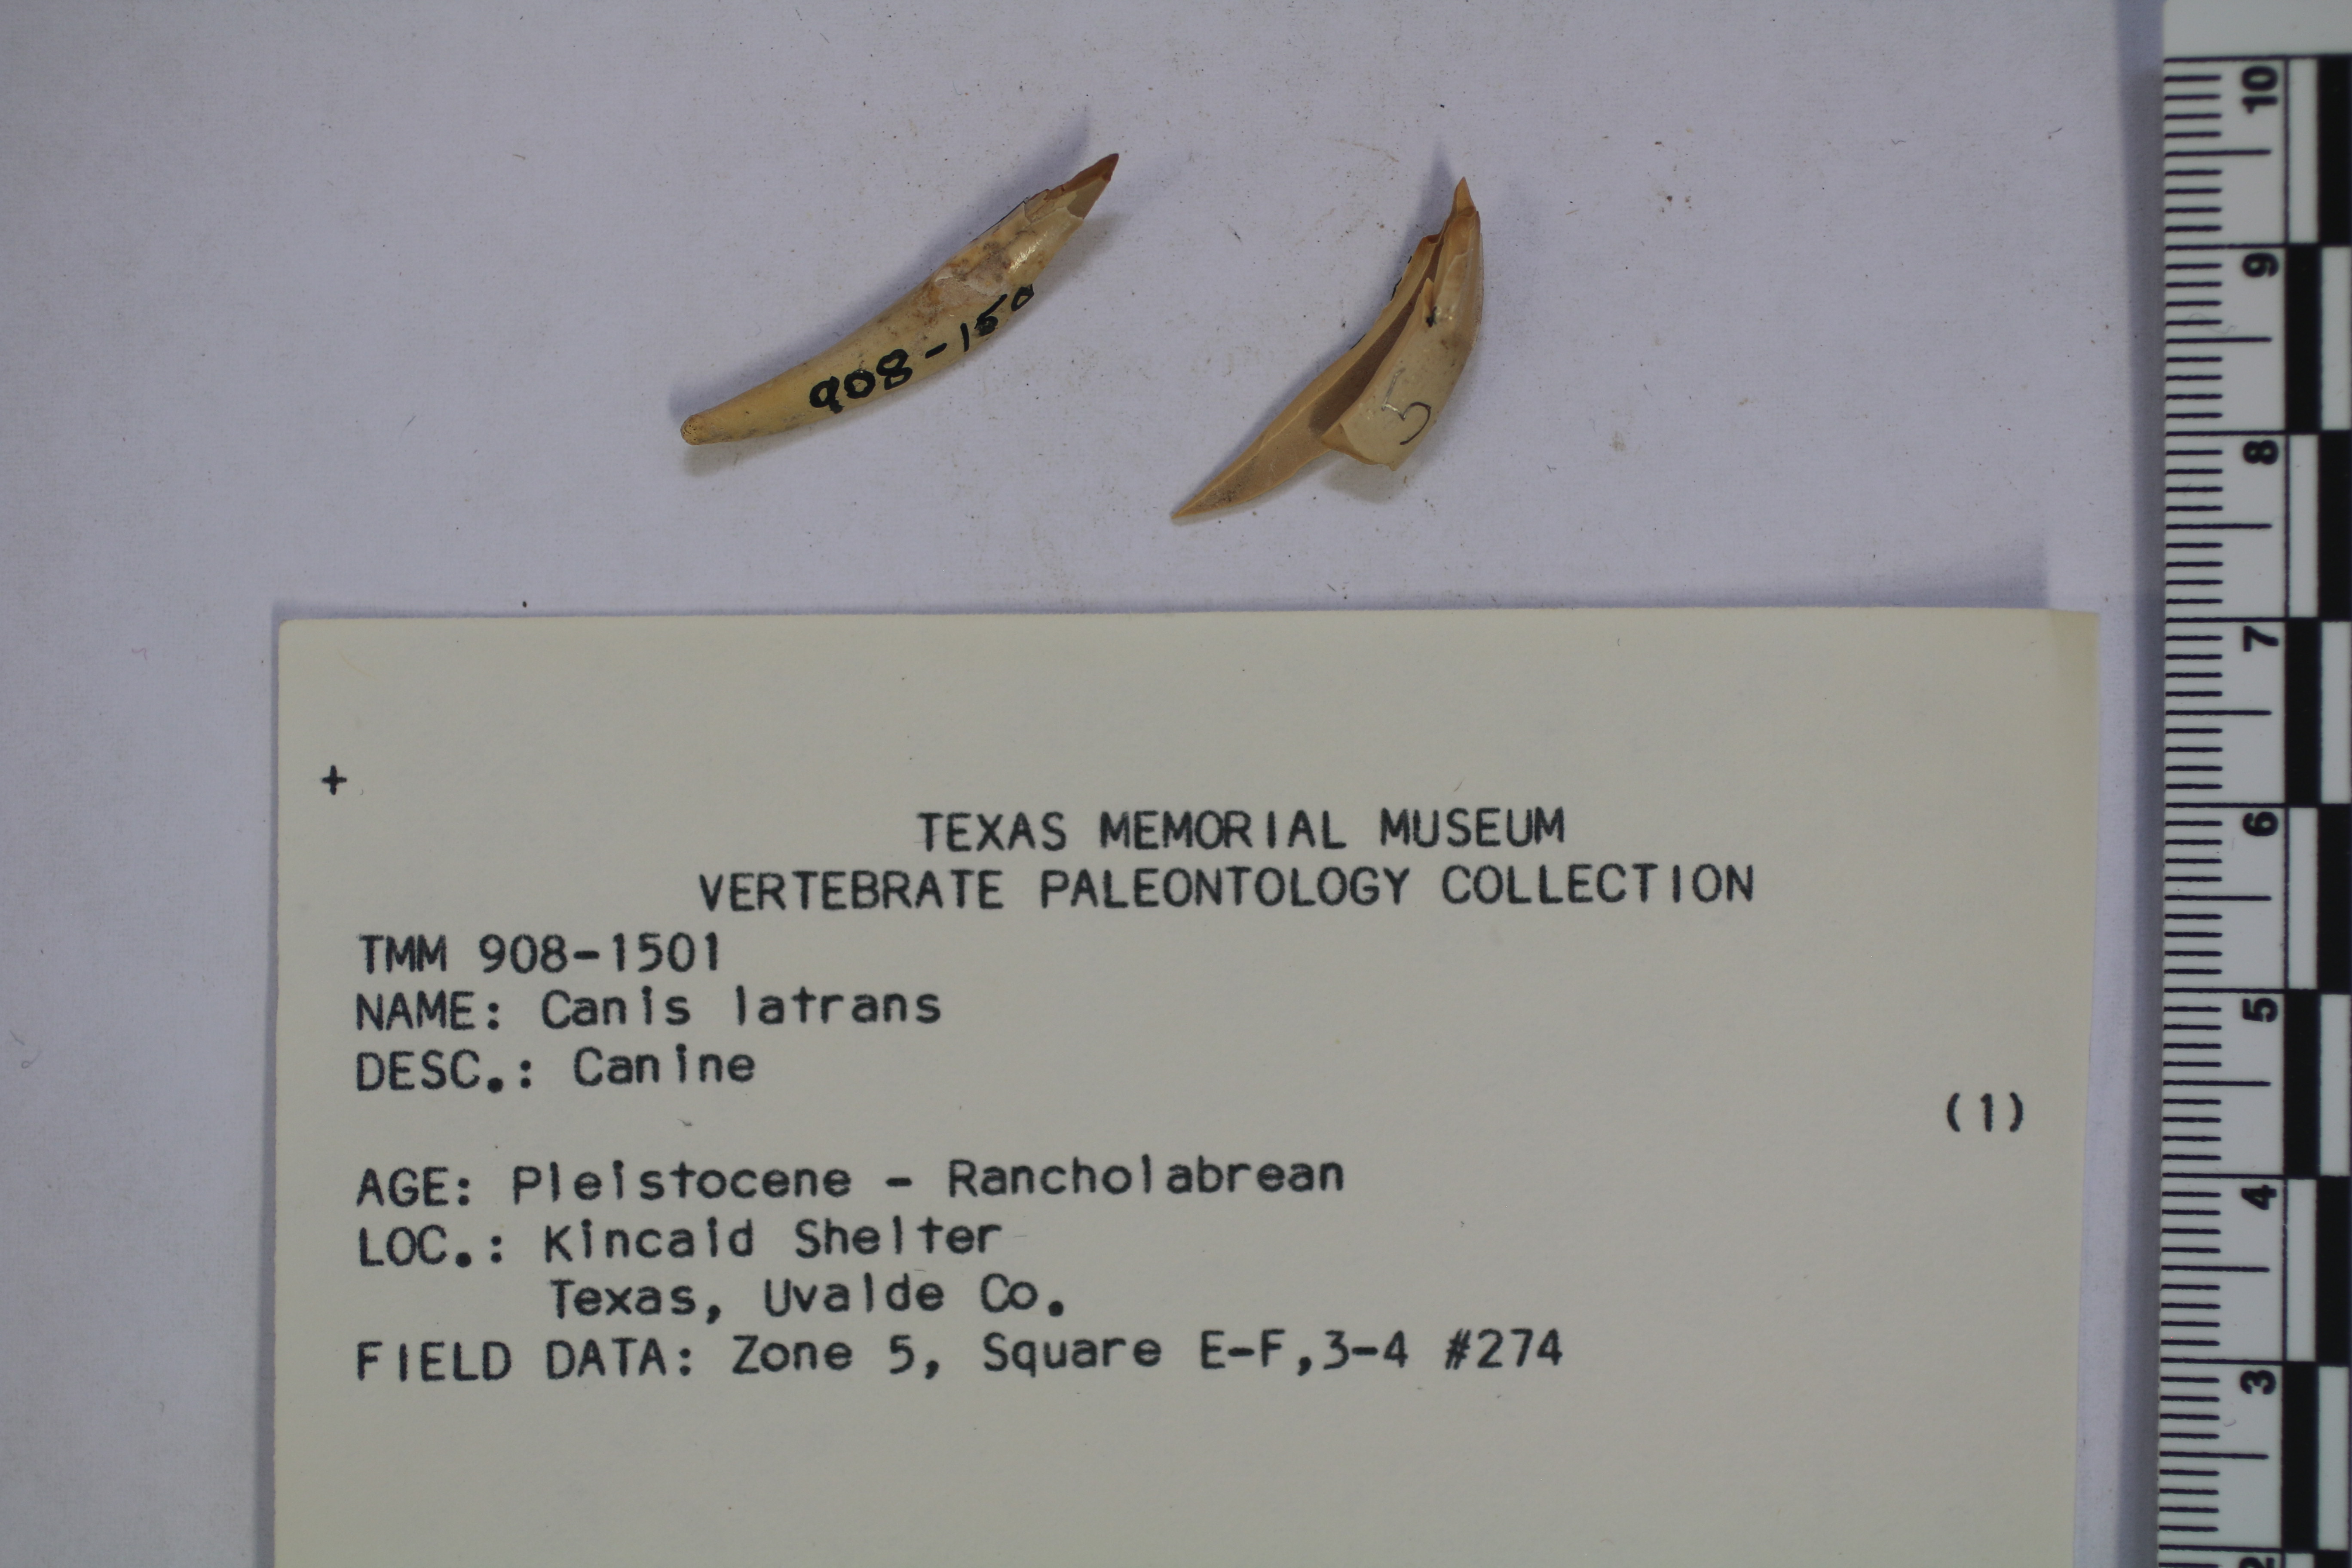 908-150
5
10
9
8
7
6
5
4
3
2
+
TEXAS MEMORIAL MUSEUM
VERTEBRATE PALEONTOLOGY COLLECTION
TMM 908-1501
NAME: Canis latrans
DESC.: Canine
(1)
AGE: Pleistocene - Rancholabrean
LOC.: Kincaid Shelter
Texas, Uvalde Co.
FIELD DATA: Zone 5, Square E-F,3-4 #274